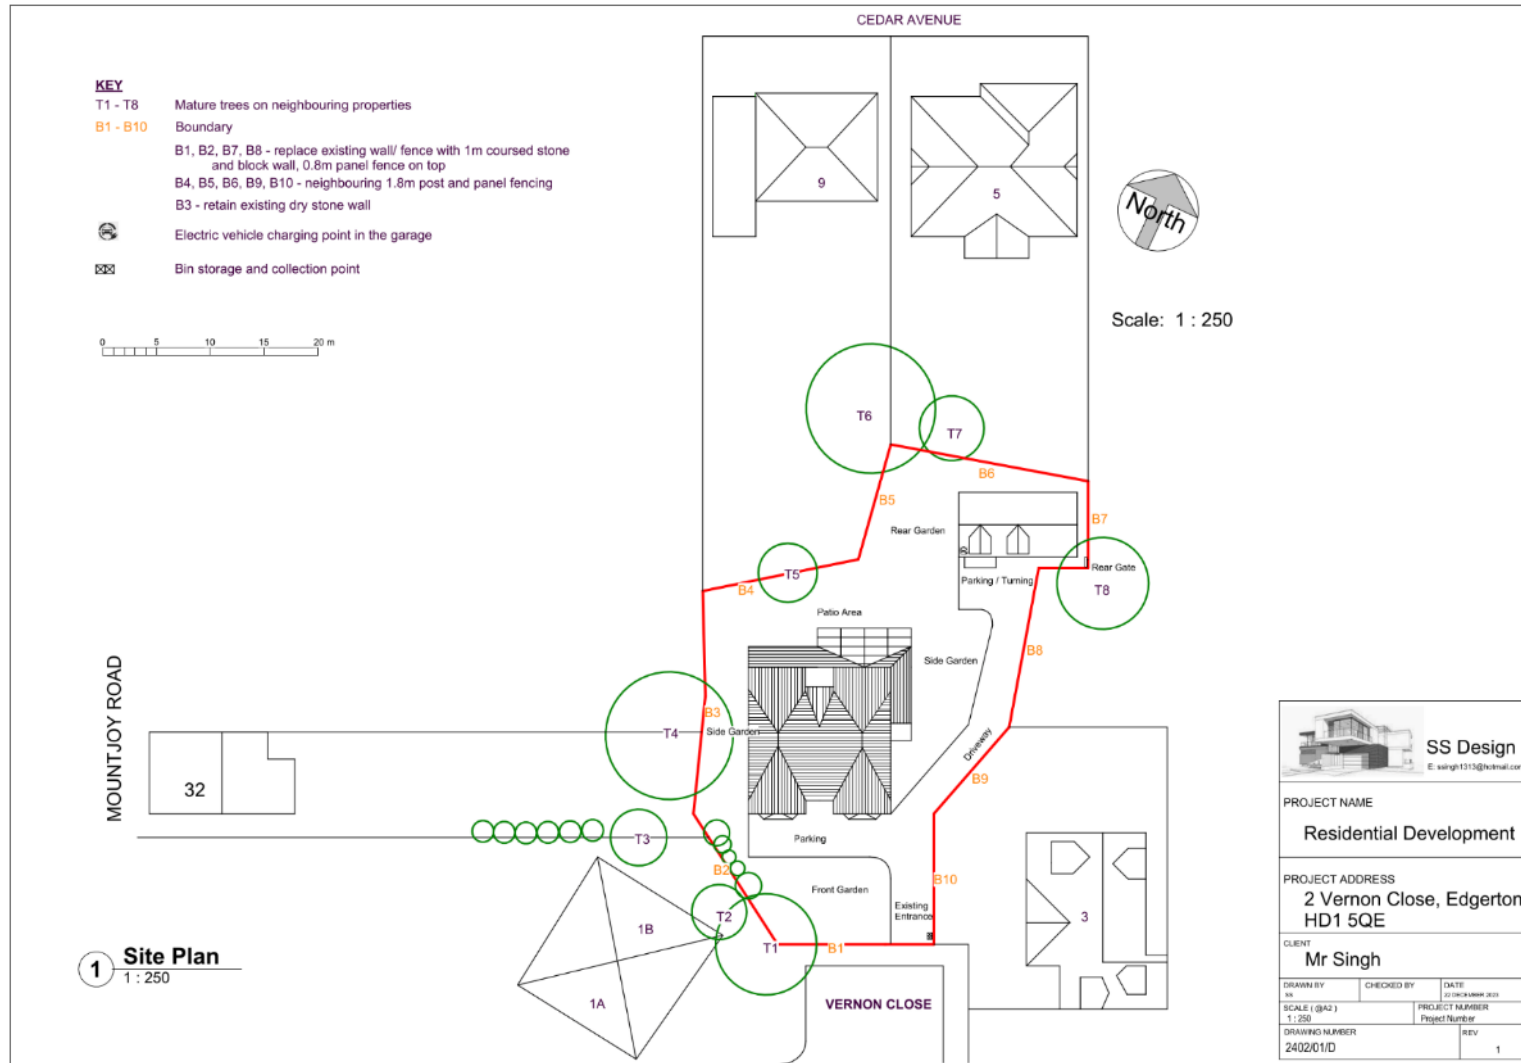 CEDAR AVENUE
KEY
T1 - T8 Mature trees on neighbouring properties
B1 - B10 Boundary
B1, B2, B7, B8 - replace existing wall/ fence with 1m coursed stone
and block wall, 0.8m panel fence on top
B4, B5, B6, B9, B10 - neighbouring 1.8m post and panel fencing
B3 - retain existing dry stone wall
Electric vehicle charging point in the garage
Bin storage and collection point
0 5 10 15 20 m
9
5
North
Scale: 1 : 250
T6
T7
B6
B5
B7
Rear Garden
T5
B4
Parking / Turning
Rear Gate
T8
Patio Area
B8
Side Garden
MOUNTJOY ROAD
B3
T4
Side Garden
Driveway
B9
32
T3
Parking
B2
Front Garden
B10
Existing
Entrance
T2
1B
1A
T1
B1
3
VERNON CLOSE
1 Site Plan
1 : 250
SS Design
E: ssingh1313@hotmail.com
PROJECT NAME
Residential Development
PROJECT ADDRESS
2 Vernon Close, Edgerton
HD1 5QE
CLIENT
Mr Singh
DRAWN BY CHECKED BY DATE
SS 22 DECEMBER 2023
SCALE ( @A2 ) PROJECT NUMBER
1 : 250 Project Number
DRAWING NUMBER REV
2402/01/D 1